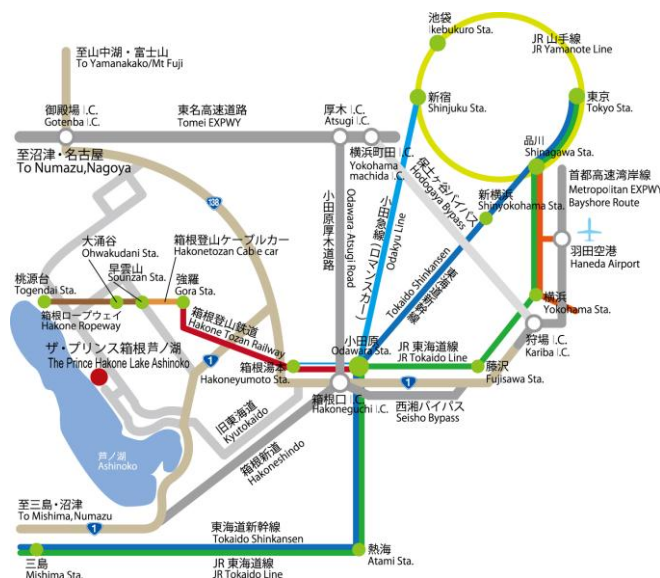 池袋
Ikebukuro Sta.
JR 山手線
JR Yamanote Line
至山中湖・富士山
To Yamanakako/Mt Fuji
新宿
Shinjuku Sta.
東京
Tokyo Sta.
御殿場 I.C.
Gotenba I.C.
東名高速道路
Tomei EXPWY
厚木 I.C.
Atsugi I.C.
品川
Shinagawa Sta.
至沼津・名古屋
To Numazu,Nagoya
横浜町田 I.C.
Yokohama
machida I.C.
保土ヶ谷バイパス
Hodogaya Bypass
首都高速湾岸線
Metropolitan EXPWY
Bayshore Route
138
小田原厚木道路
Odawara Atsugi Road
小田急線(ロマンスカー)
Odakyu Line
新横浜
Shinyokohama Sta.
東海道新幹線
Tokaido Shinkansen
羽田空港
Haneda Airport
大涌谷
Ohwakudani Sta.
箱根登山ケーブルカー
Hakonetozan Cable car
早雲山
Sounzan Sta.
桃源台
Togendai Sta.
強羅
Gora Sta.
横浜
Yokohama Sta.
箱根ロープウェイ
Hakone Ropeway
箱根登山鉄道
Hakone Tozan Railway
狩場 I.C.
Kariba I.C.
ザ・プリンス箱根芦ノ湖
The Prince Hakone Lake Ashinoko
1
小田原
Odawara Sta.
JR 東海道線
JR Tokaido Line
藤沢
Fujisawa Sta.
箱根湯本
Hakoneyumoto Sta.
箱根口 I.C.
Hakoneguchi I.C.
1
西湘バイパス
Seisho Bypass
旧東海道
Kyutokaido
箱根新道
Hakoneshindo
芦ノ湖
Ashinoko
至三島・沼津
To Mishima,Numazu
1
東海道新幹線
Tokaido Shinkansen
熱海
Atami Sta.
三島
Mishima Sta.
JR 東海道線
JR Tokaido Line